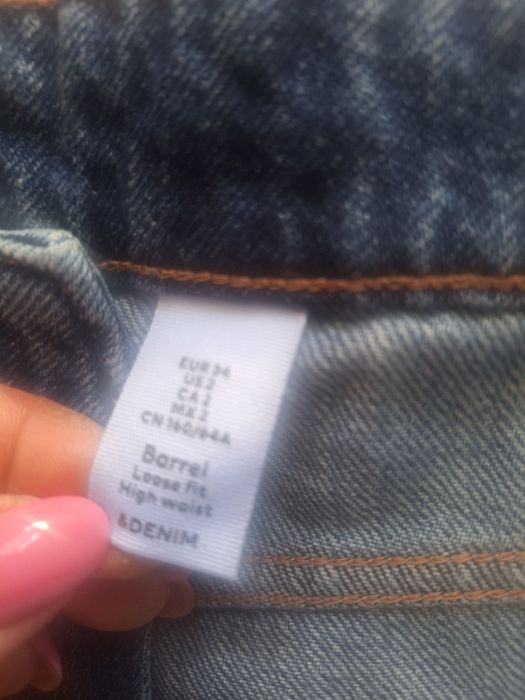 EUR 34
US 2
CA 2
MX 2
CN 160/64A
Barrel
Loose fit
High waist
&DENIM